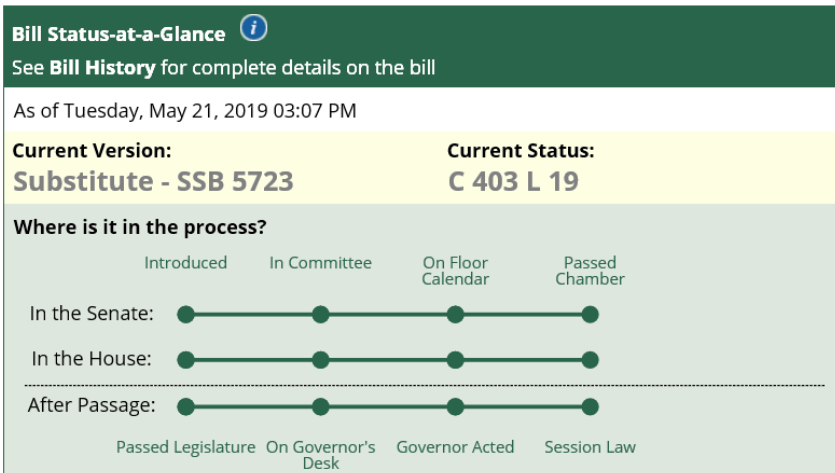 Bill Status-at-a-Glance i
See Bill History for complete details on the bill
As of Tuesday, May 21, 2019 03:07 PM
Current Version: Current Status:
Substitute - SSB 5723 C 403 L 19
Where is it in the process?
Introduced In Committee On Floor Calendar Passed Chamber
In the Senate:
In the House:
After Passage:
Passed Legislature On Governor's Desk Governor Acted Session Law